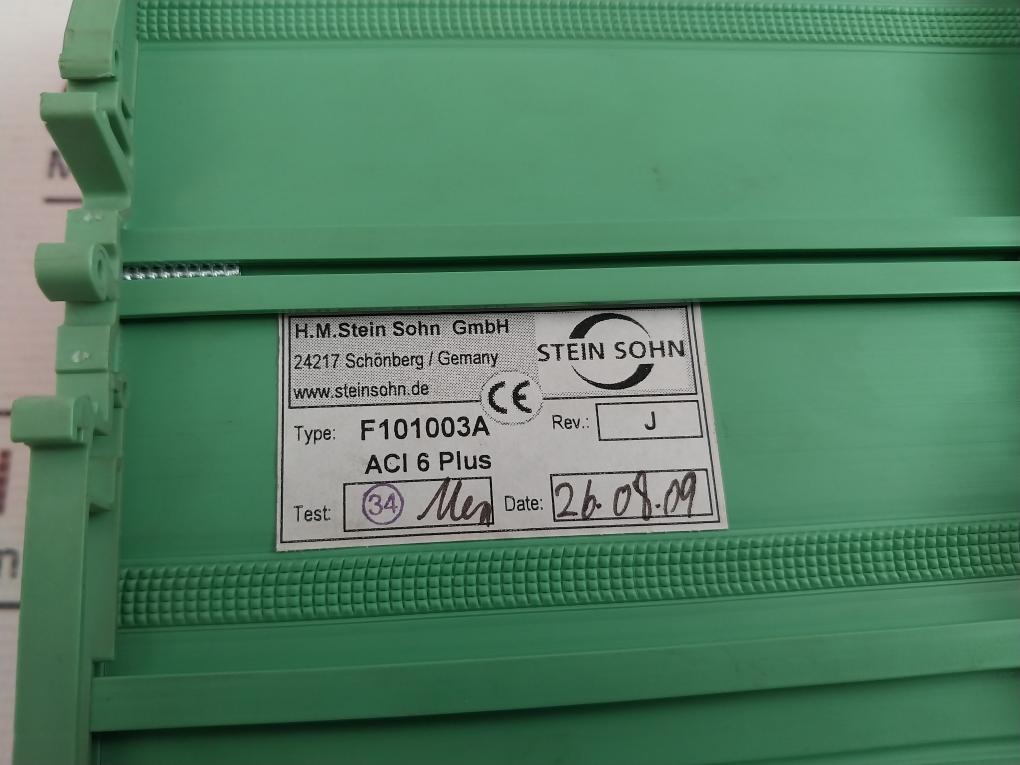 H.M.Stein Sohn GmbH
24217 Schönberg / Gemany
www.steinsohn.de
STEIN SOHN
CE
Type: F101003A
Rev.: J
ACI 6 Plus
Test: 34
Date: 26.08.09